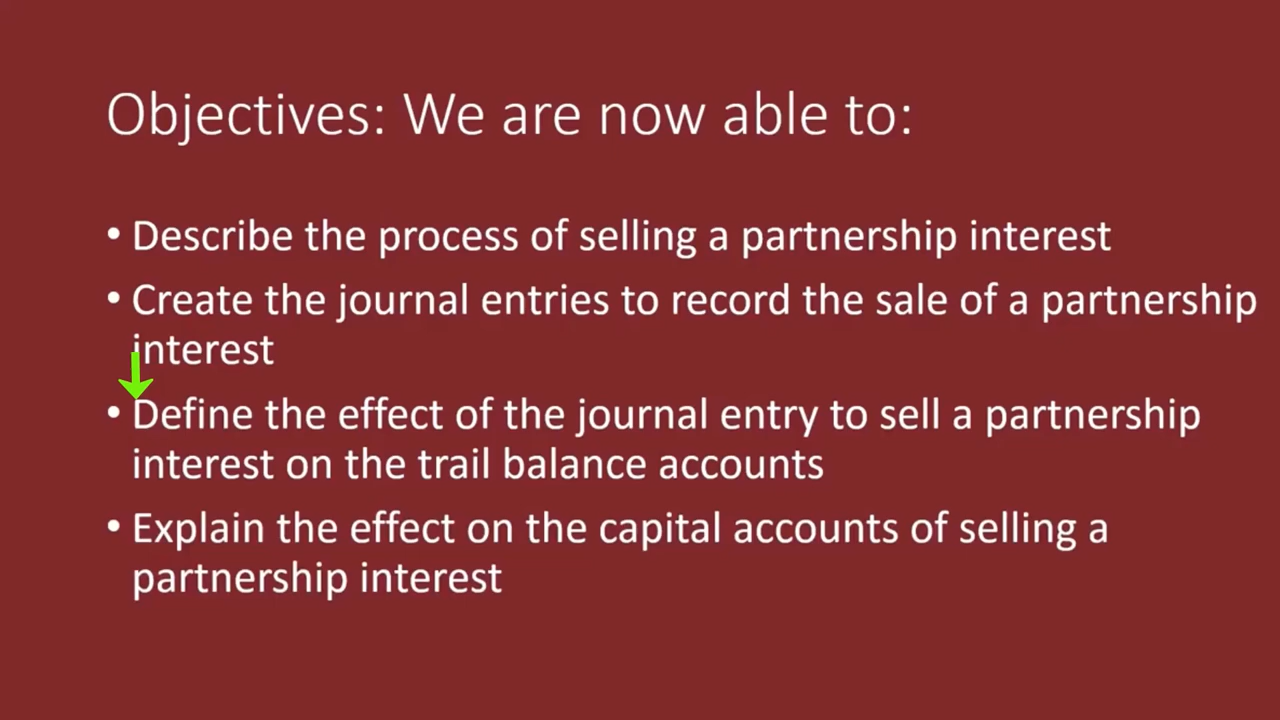 Objectives: We are now able to:
• Describe the process of selling a partnership interest
• Create the journal entries to record the sale of a partnership
interest
• Define the effect of the journal entry to sell a partnership
interest on the trail balance accounts
• Explain the effect on the capital accounts of selling a
partnership interest